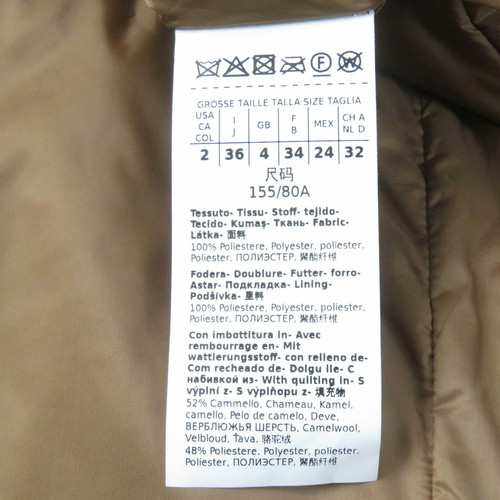 F W
GROSSE TAILLE TALLA SIZE TAGLIA
USA CA COL I J GB F B MEX CH A NL D
2 36 4 34 24 32
尺码
155/80A
Tessuto- Tissu- Stoff- tejido-
Tecido- Kumaş- Ткань- Fabric-
Látka- 面料
100% Poliestere, Polyester, poliester,
Poliester, ПОЛИЭСТЕР, 聚酯纤维
Fodera- Doublure- Futter- forro-
Astar- Подкладка- Lining-
Podšívka- 里料
100% Poliestere, Polyester, poliester,
Poliester, ПОЛИЭСТЕР, 聚酯纤维
Con imbottitura in- Avec
rembourrage en- Mit
wattierungsstoff- con relleno de-
Com recheado de- Dolgu ile- С
набивкой из- With quilting in- S
výplní z- S výplňou z- 填充物
52% Cammello, Chameau, Kamel,
camello, Pelo de camelo, Deve,
ВЕРБЛЮЖЬЯ ШЕРСТЬ, Camelwool,
Velbloud, Ťava, 骆驼绒
48% Poliestere, Polyester, poliester,
Poliester, ПОЛИЭСТЕР, 聚酯纤维